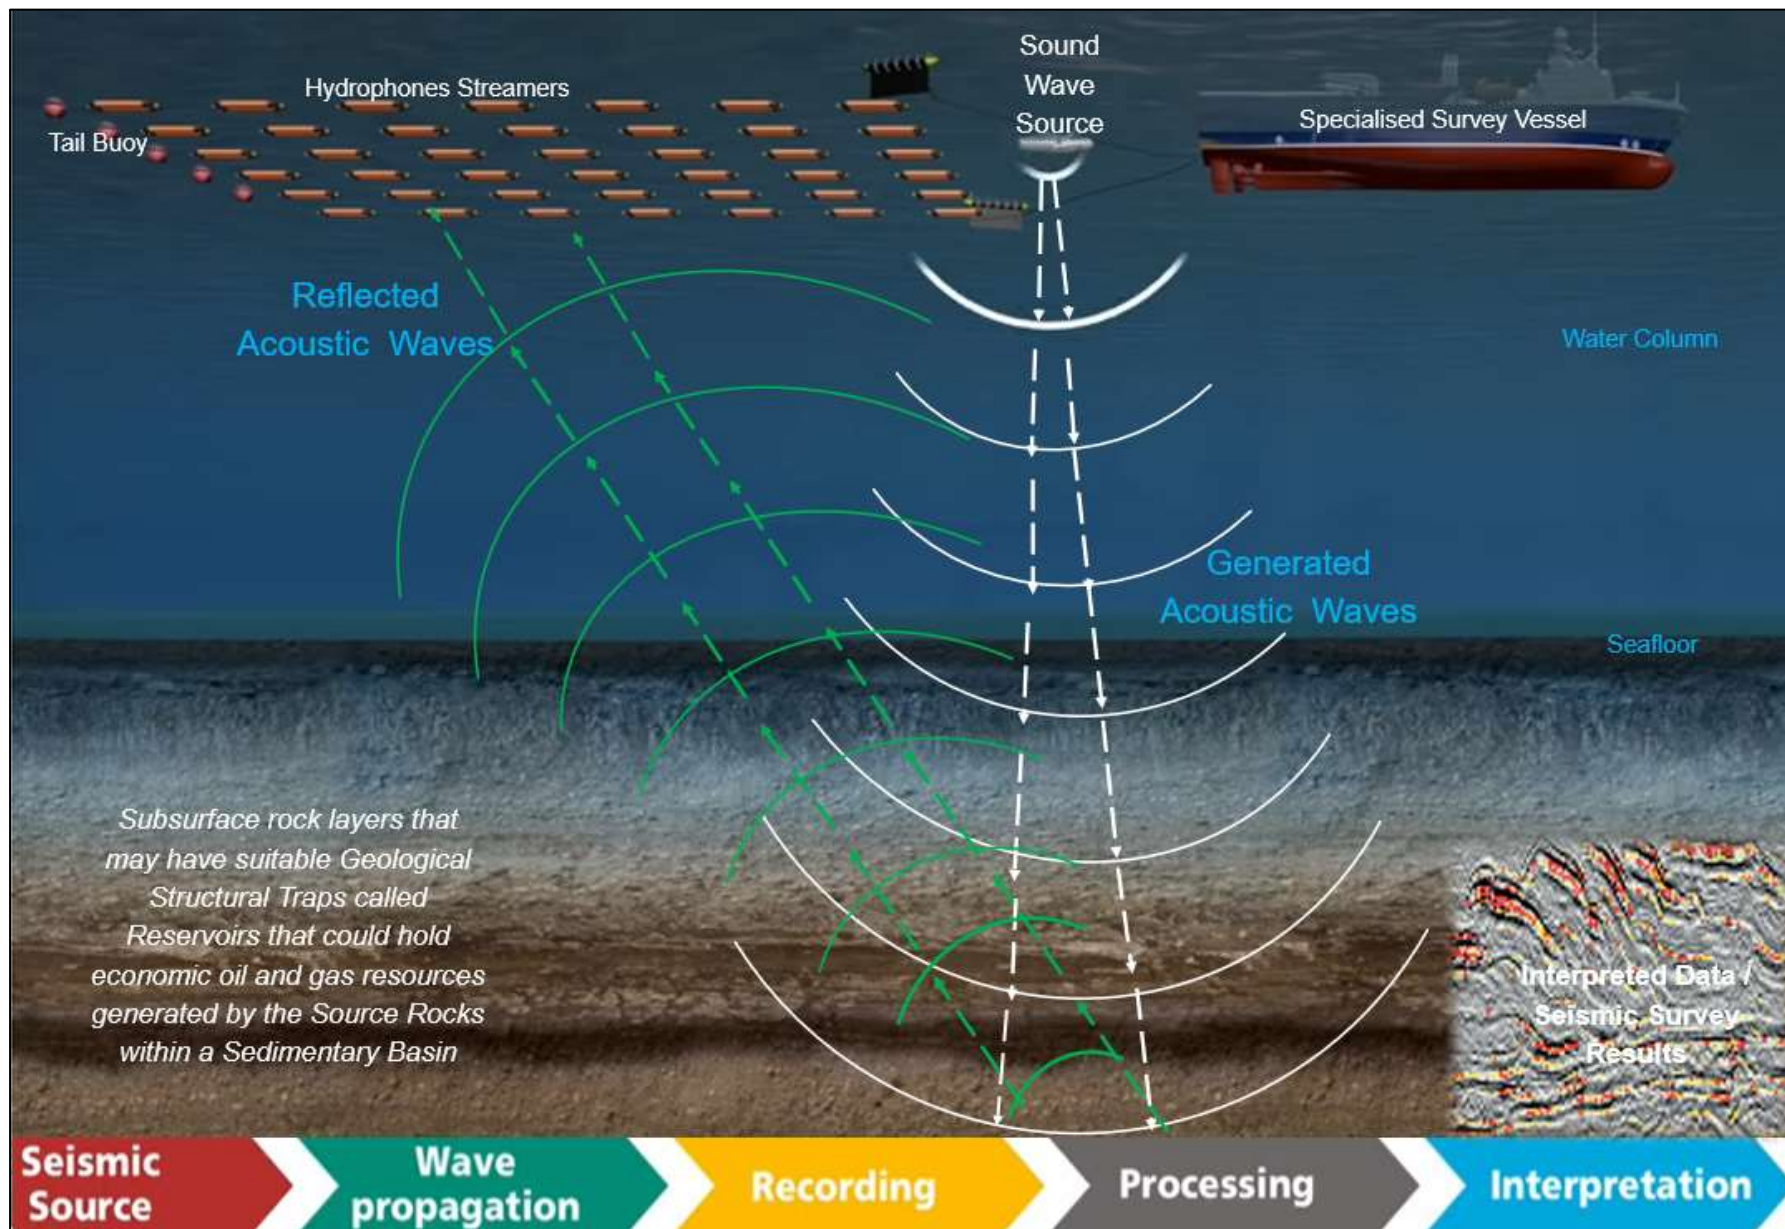 Sound
Wave
Source
Hydrophones Streamers
Tail Buoy
Specialised Survey Vessel
Reflected
Acoustic Waves
Water Column
Generated
Acoustic Waves
Seafloor
Subsurface rock layers that
may have suitable Geological
Structural Traps called
Reservoirs that could hold
economic oil and gas resources
generated by the Source Rocks
within a Sedimentary Basin
Interpreted Data /
Seismic Survey
Results
Seismic
Source
Wave
propagation
Recording
Processing
Interpretation